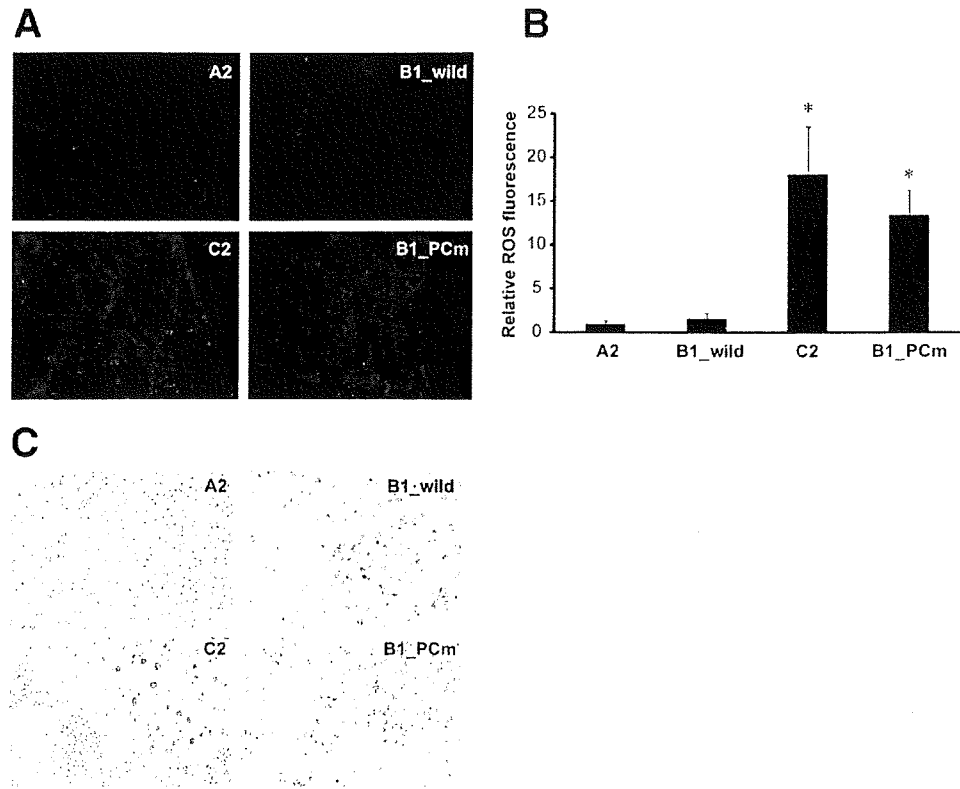 A
B
A2
B1_wild
C2
B1_PCm
Relative ROS fluorescence
25
20
15
10
5
0
*
*
A2
B1_wild
C2
B1_PCm
C
A2
B1_wild
C2
B1_PCm